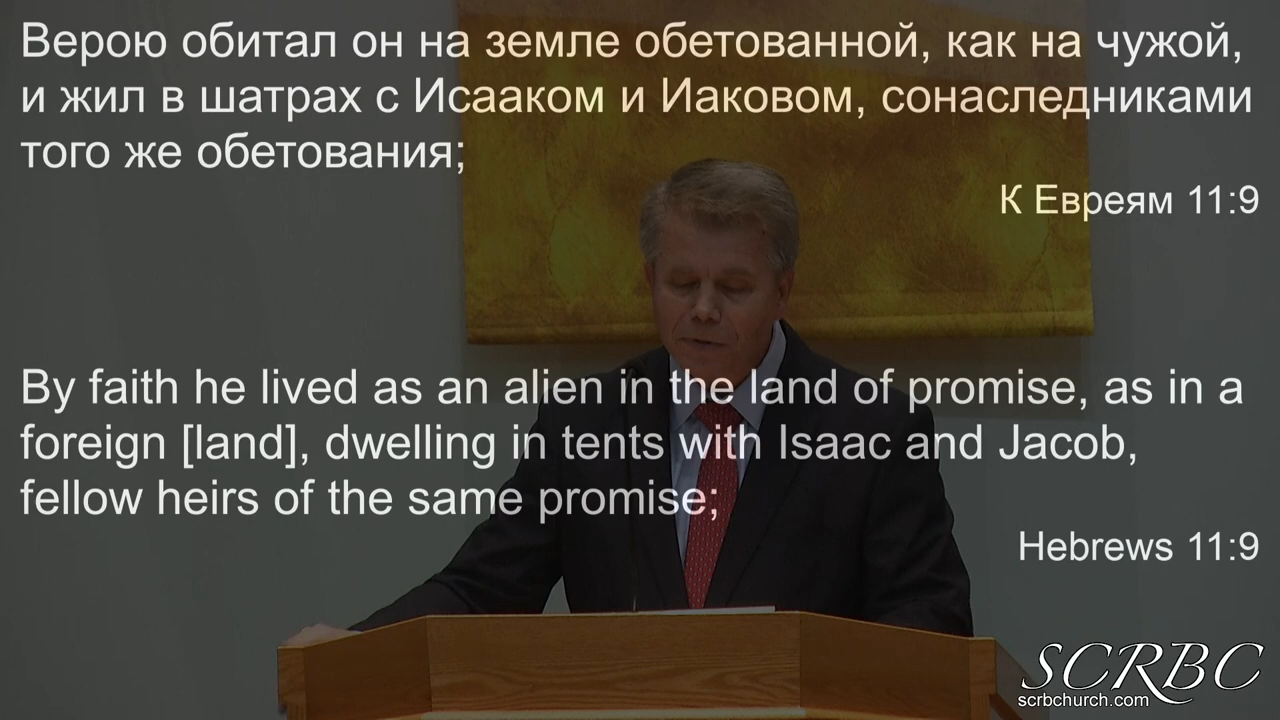 Верою обитал он на земле обетованной, как на чужой,
и жил в шатрах с Исааком и Иаковом, сонаследниками
того же обетования;
К Евреям 11:9
By faith he lived as an alien in the land of promise, as in a
foreign [land], dwelling in tents with Isaac and Jacob,
fellow heirs of the same promise;
Hebrews 11:9
SCRBC
scrbchurch.com